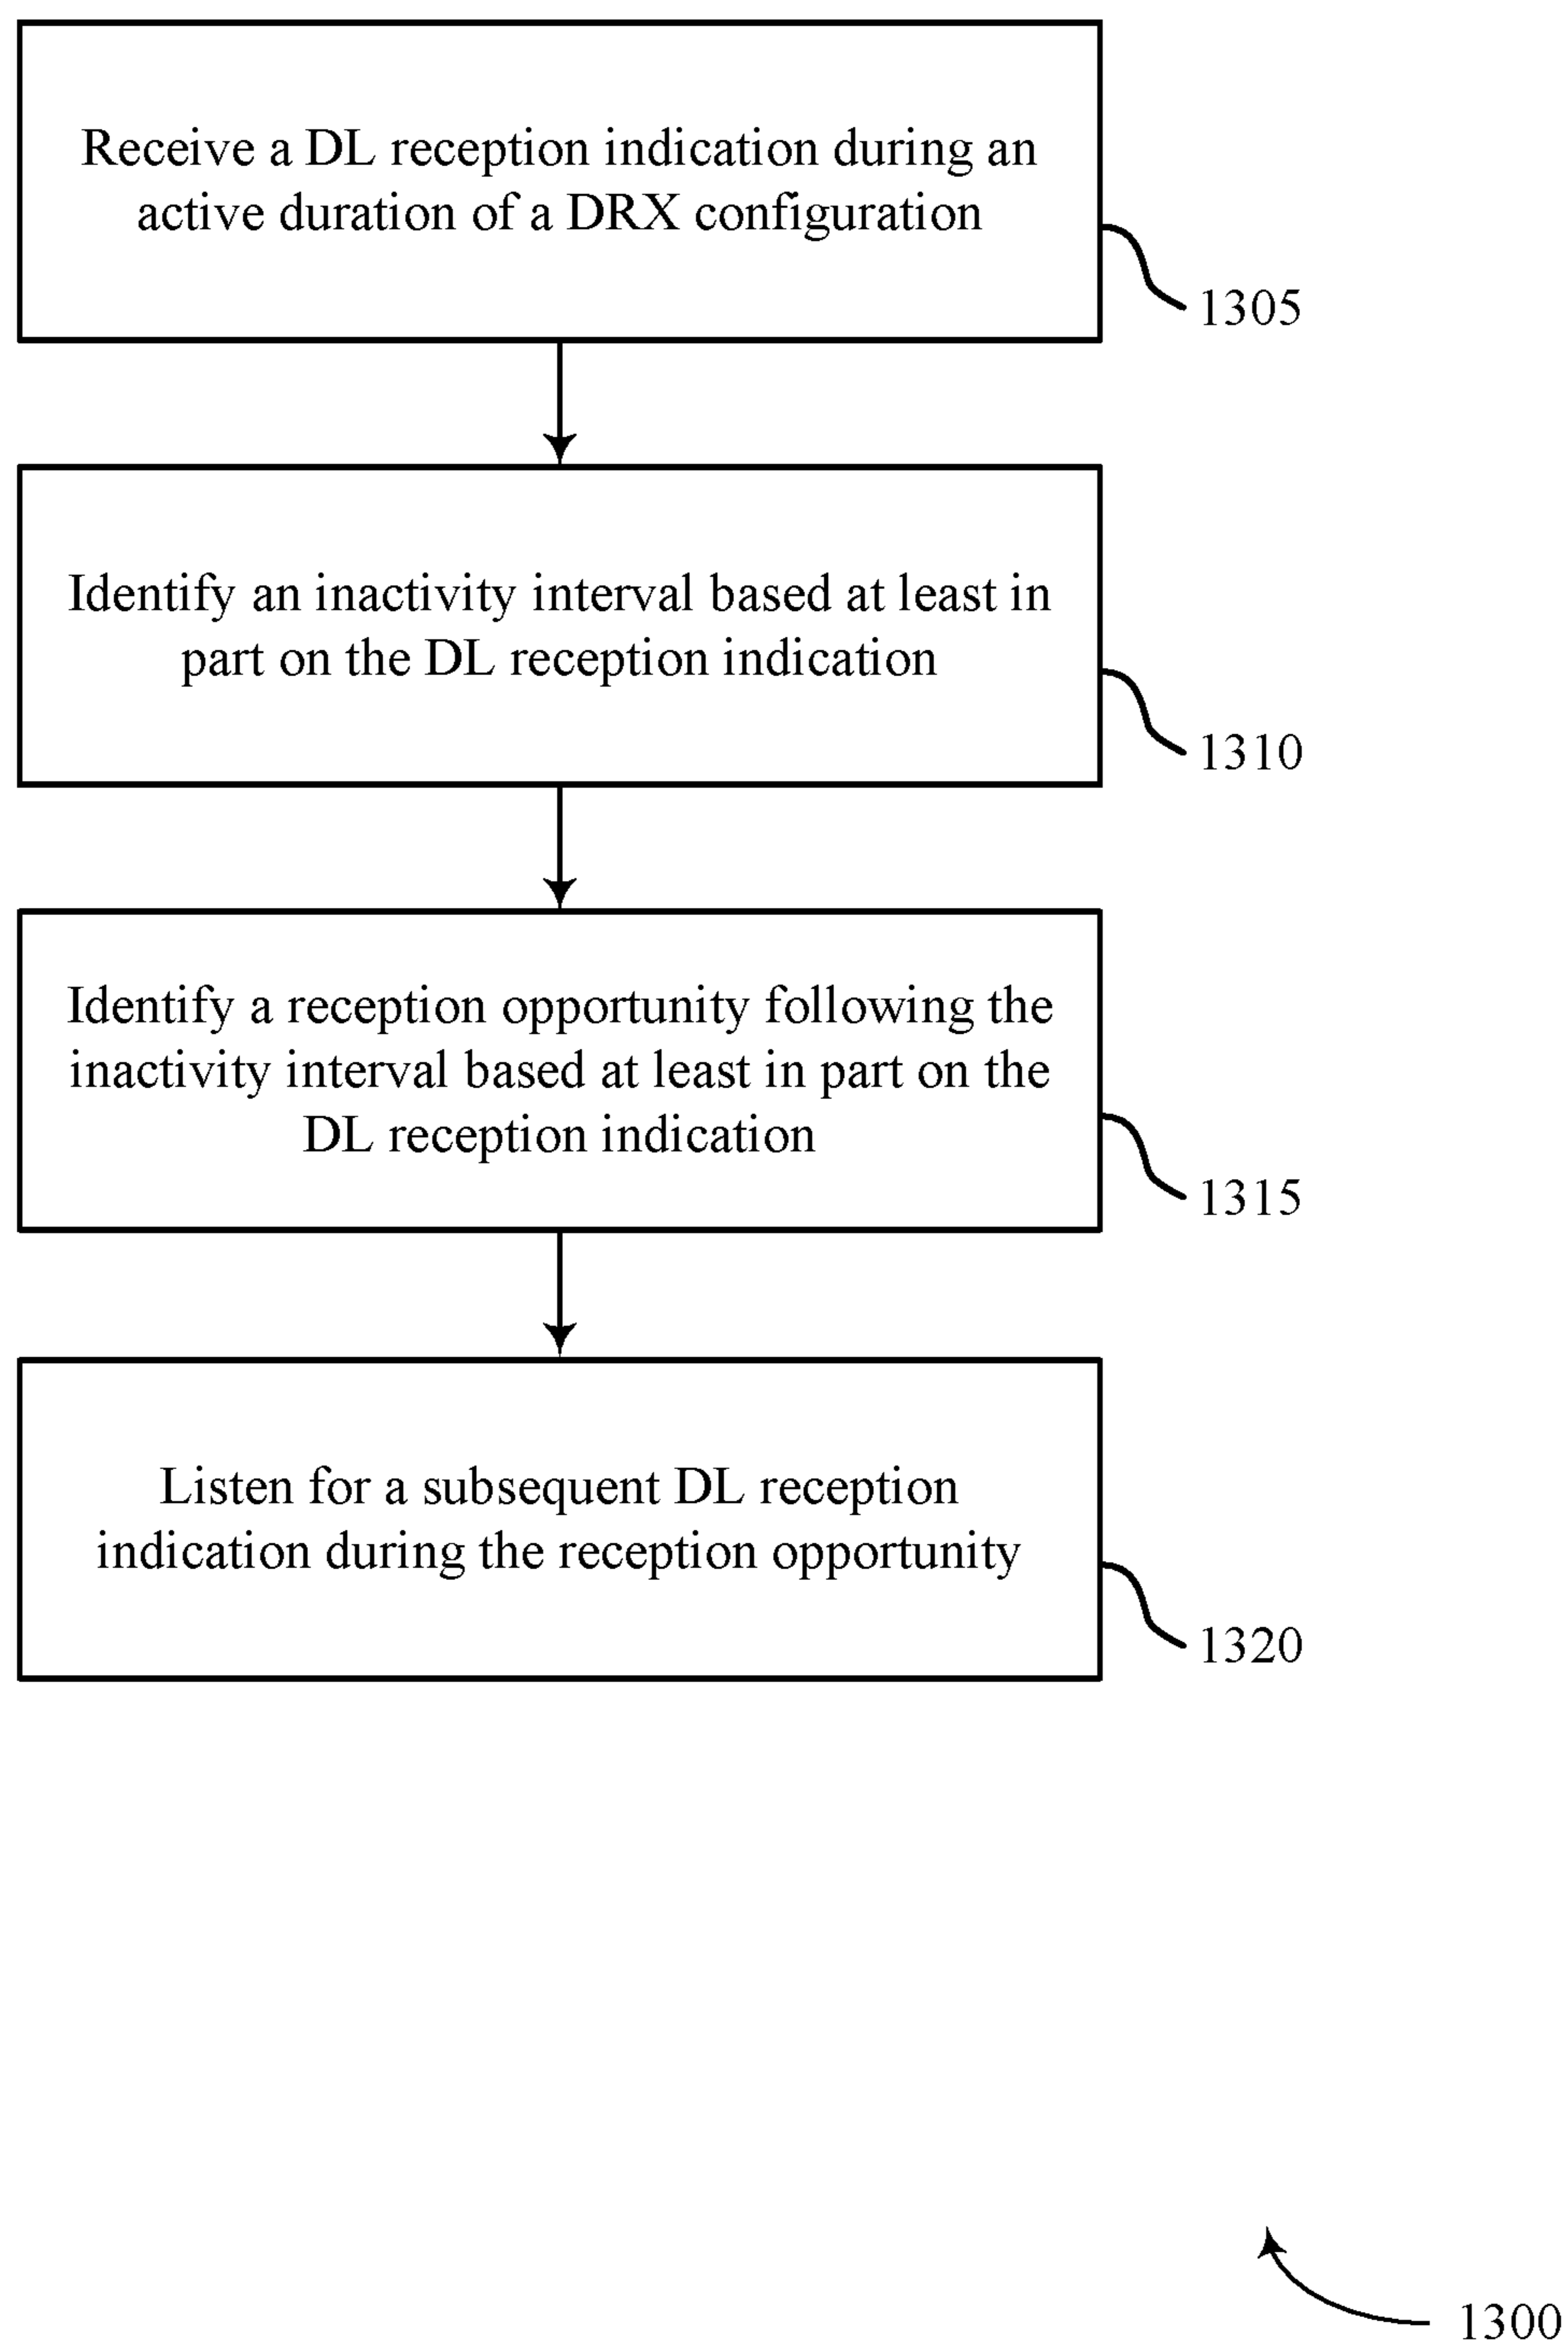 Receive a DL reception indication during an
active duration of a DRX configuration
1305
Identify an inactivity interval based at least in
part on the DL reception indication
1310
Identify a reception opportunity following the
inactivity interval based at least in part on the
DL reception indication
1315
Listen for a subsequent DL reception
indication during the reception opportunity
1320
1300